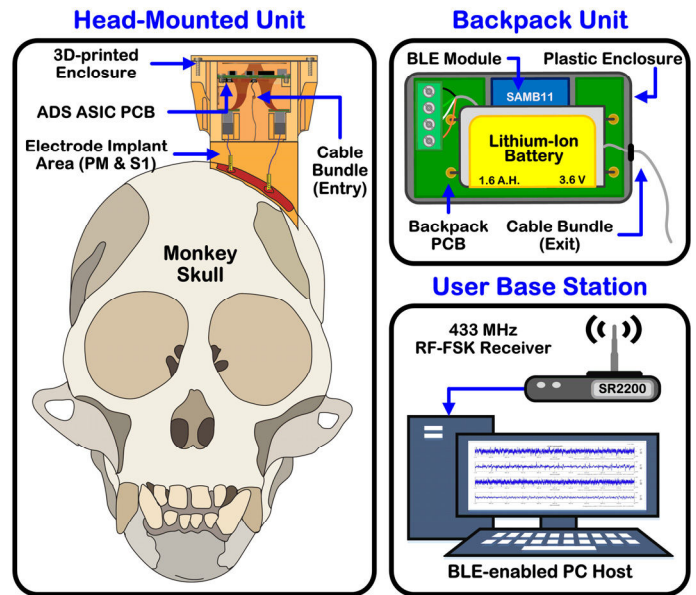 Head-Mounted Unit
3D-printed
Enclosure
ADS ASIC PCB
Electrode Implant
Area (PM & S1)
Cable
Bundle
(Entry)
Monkey
Skull
Backpack Unit
BLE Module
Plastic Enclosure
SAMB11
Lithium-Ion
Battery
1.6 A.H.
3.6 V
Backpack
PCB
Cable Bundle
(Exit)
User Base Station
433 MHz
RF-FSK Receiver
SR2200
BLE-enabled PC Host